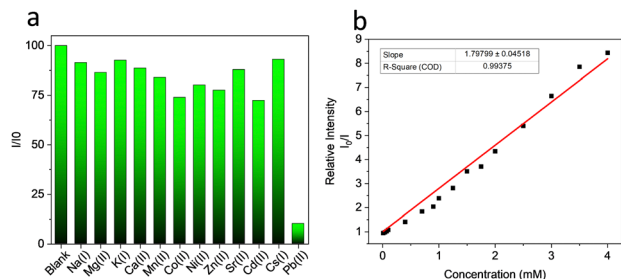 a
100
75
50
25
0
I/I0
Blank
Na(I)
Mg(II)
K(I)
Ca(II)
Mn(II)
Co(II)
Ni(II)
Zn(II)
Sr(II)
Cd(II)
Cs(I)
Pb(II)
b
9
8
7
6
5
4
3
2
1
0
Relative Intensity
I₀/I
Slope 1.79799 ± 0.04518
R-Square (COD) 0.99375
0 1 2 3 4
Concentration (mM)